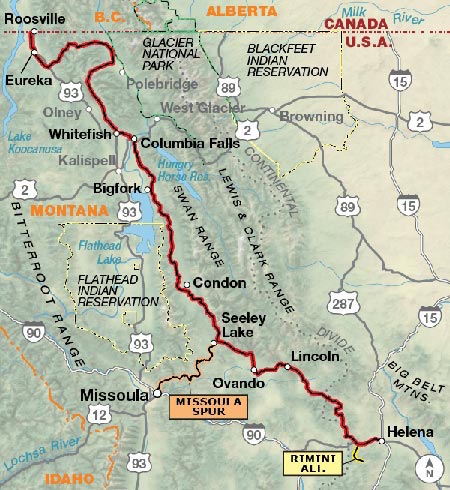 Roosville
B.C.
ALBERTA
Milk River
CANADA
U.S.A.
GLACIER
NATIONAL
PARK
BLACKFEET
INDIAN
RESERVATION
Eureka
Polebridge
93
89
15
Olney
West Glacier
2
Browning
Whitefish
Columbia Falls
2
Lake
Koocanusa
Kalispell
Hungry
Horse Res.
CONTINENTAL
2
Bigfork
SWAN RANGE
LEWIS & CLARK RANGE
89
15
MONTANA
93
BITTERROOT RANGE
Flathead
Lake
FLATHEAD
INDIAN
RESERVATION
Condon
287
Seeley
Lake
DIVIDE
15
90
93
Lincoln
BIG BELT
MTNS
Ovando
Missoula
MISSOULA
SPUR
12
90
Helena
RIMINI
ALT.
Lochsa River
93
IDAHO
15
N